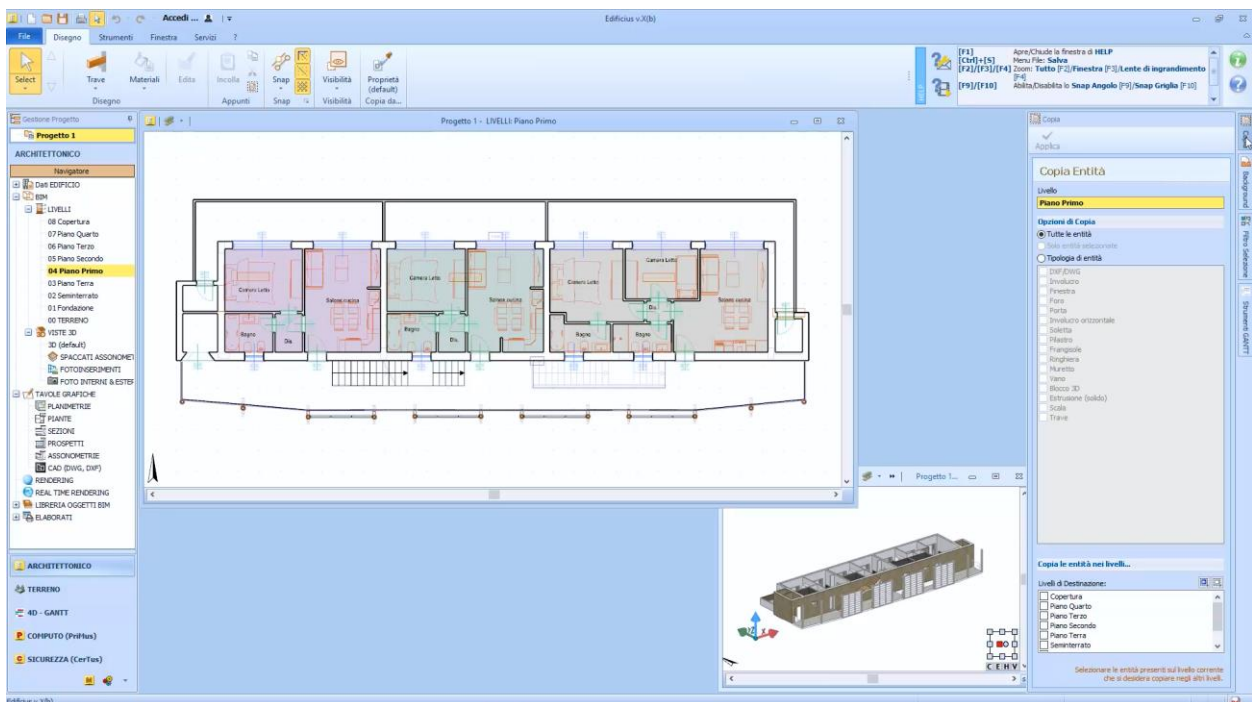 Accedi ...
Edificius v.X(b)
File
Disegno
Strumenti
Finestra
Servizi
?
Select
Trave
Materiali
Edita
Incolla
Snap
Visibilità
Proprietà
(default)
Disegno
Appunti
Snap
Visibilità
Copia da...
HELP
[F1] Apre/Chiude la finestra di HELP
[Ctrl]+[S] Menu File: Salva
[F2]/[F3]/[F4] Zoom: Tutto [F2]/Finestra [F3]/Lente di ingrandimento
[F4]
[F9]/[F10] Abilita/Disabilita lo Snap Angolo [F9]/Snap Griglia [F10]
Gestione Progetto
Progetto 1
ARCHITETTONICO
Navigatore
Dati EDIFICIO
BIM
LIVELLI
08 Copertura
07 Piano Quarto
06 Piano Terzo
05 Piano Secondo
04 Piano Primo
03 Piano Terra
02 Seminterrato
01 Fondazione
00 TERRENO
VISTE 3D
3D (default)
SPACCATI ASSONOMET
FOTOINSERIMENTI
FOTO INTERNI & ESTER
TAVOLE GRAFICHE
PLANIMETRIE
PIANTE
SEZIONI
PROSPETTI
ASSONOMETRIE
CAD (DWG, DXF)
RENDERING
REAL TIME RENDERING
LIBRERIA OGGETTI BIM
ELABORATI
ARCHITETTONICO
TERRENO
4D - GANTT
COMPUTO (PriMus)
SICUREZZA (CerTus)
Progetto 1 - LIVELLI: Piano Primo
Camera Letto
Salone cucina
Bagno
Dis.
Camera Letto
Salone cucina
Bagno
Dis.
Camera Letto
Camera Letto
Dis.
Salone cucina
Bagno
Bagno
Progetto 1...
C E H V
Copia
Applica
Copia Entità
Livello
Piano Primo
Opzioni di Copia
Tutte le entità
Solo entità selezionate
Tipologia di entità
DXF/DWG
Involucro
Finestra
Foro
Porta
Involucro orizzontale
Soletta
Pilastro
Frangisole
Ringhiera
Muretto
Vano
Blocco 3D
Estrusione (solido)
Scala
Trave
Copia le entità nei livelli...
Livelli di Destinazione:
Copertura
Piano Quarto
Piano Terzo
Piano Secondo
Piano Terra
Seminterrato
Selezionare le entità presenti sul livello corrente
che si desidera copiare negli altri livelli.
Copia
Background
Filtro Selezione
Strumenti GANTT
Edificius v.X(b)